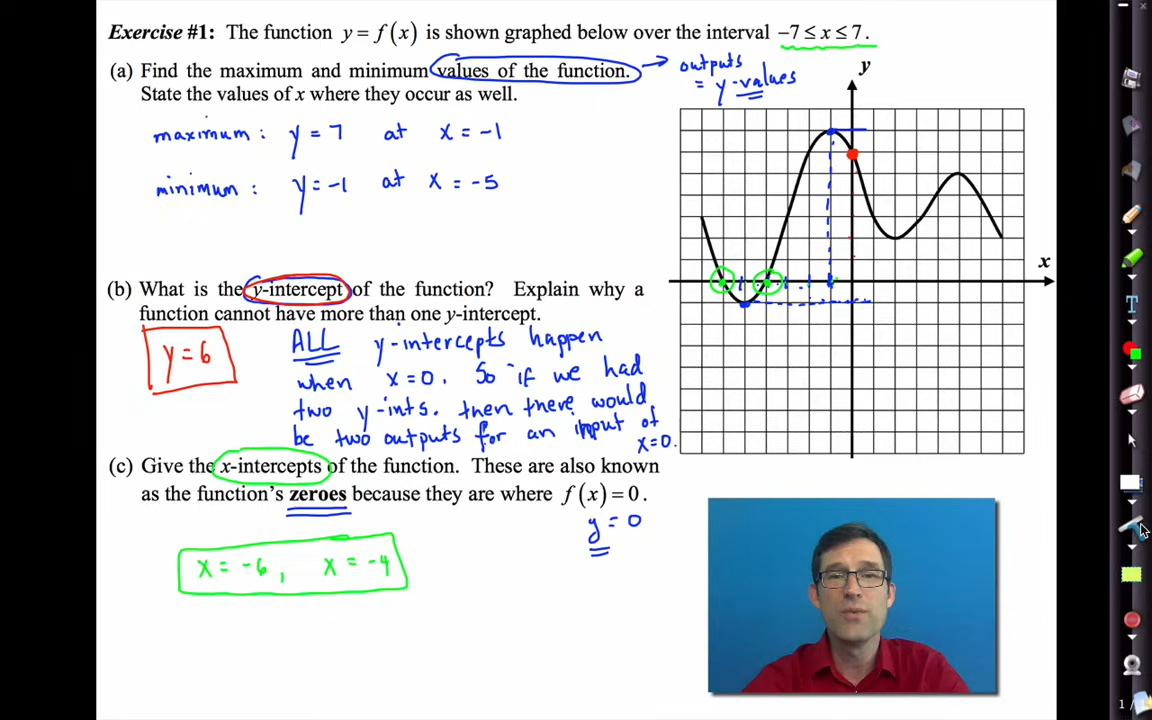 Exercise #1: The function y = f(x) is shown graphed below over the interval −7 ≤ x ≤ 7.
(a) Find the maximum and minimum values of the function.
State the values of x where they occur as well.
outputs
= y-values
maximum: y = 7 at x = -1
minimum: y = -1 at x = -5
y
x
(b) What is the y-intercept of the function? Explain why a
function cannot have more than one y-intercept.
y = 6
ALL y-intercepts happen
when x=0. So if we had
two y-ints. then there would
be two outputs for an input of
x=0.
(c) Give the x-intercepts of the function. These are also known
as the function's zeroes because they are where f(x) = 0.
y = 0
x = -6, x = -4
T
1 /